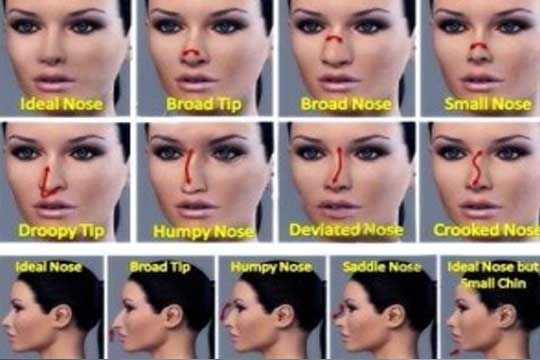 Ideal Nose
Broad Tip
Broad Nose
Small Nose
Droopy Tip
Humpy Nose
Deviated Nose
Crooked Nose
Ideal Nose
Broad Tip
Humpy Nose
Saddle Nose
Ideal Nose but
Small Chin